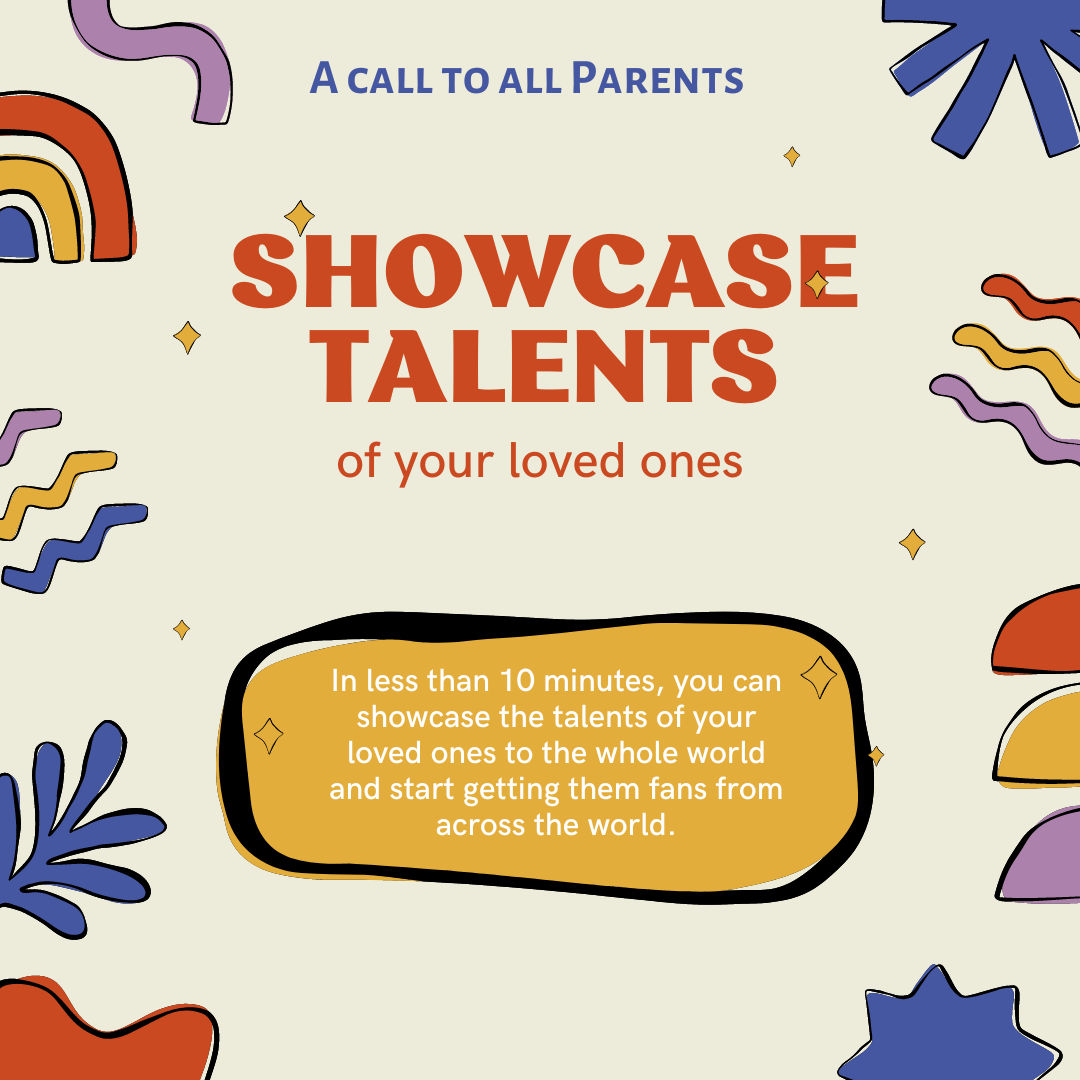 A call to all Parents
SHOWCASE
TALENTS
of your loved ones
In less than 10 minutes, you can
showcase the talents of your
loved ones to the whole world
and start getting them fans from
across the world.